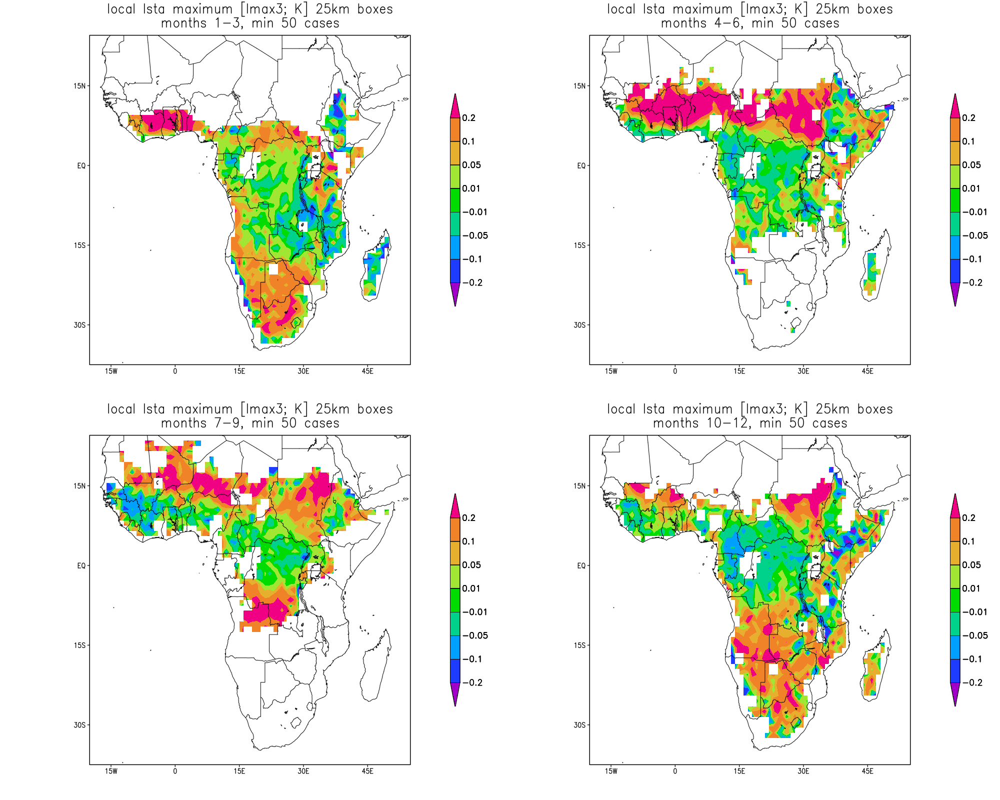 local lsta maximum [lmax3; K] 25km boxes
months 1-3, min 50 cases
15N
EQ
15S
30S
15W 0 15E 30E 45E
0.2
0.1
0.05
0.01
-0.01
-0.05
-0.1
-0.2
local lsta maximum [lmax3; K] 25km boxes
months 4-6, min 50 cases
15N
EQ
15S
30S
15W 0 15E 30E 45E
0.2
0.1
0.05
0.01
-0.01
-0.05
-0.1
-0.2
local lsta maximum [lmax3; K] 25km boxes
months 7-9, min 50 cases
15N
EQ
15S
30S
15W 0 15E 30E 45E
0.2
0.1
0.05
0.01
-0.01
-0.05
-0.1
-0.2
local lsta maximum [lmax3; K] 25km boxes
months 10-12, min 50 cases
15N
EQ
15S
30S
15W 0 15E 30E 45E
0.2
0.1
0.05
0.01
-0.01
-0.05
-0.1
-0.2